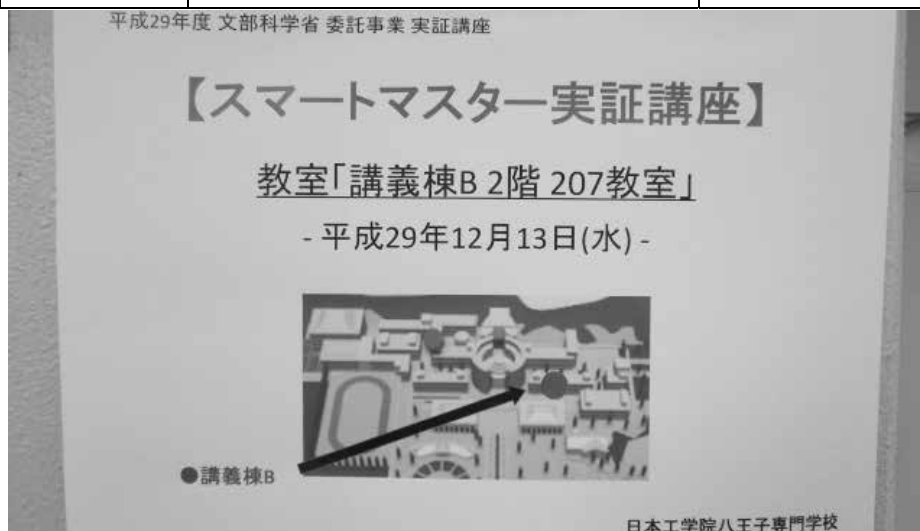 平成29年度 文部科学省 委託事業 実証講座
【スマートマスター実証講座】
教室「講義棟B 2階 207教室」
- 平成29年12月13日(水) -
●講義棟B
日本工学院八王子専門学校